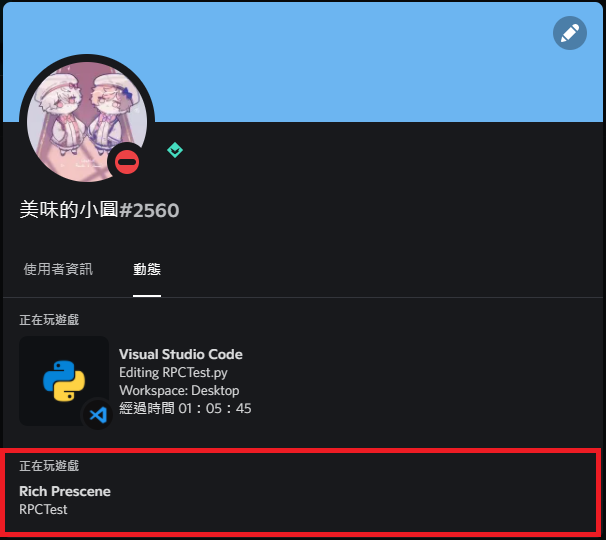 美味的小圓#2560
使用者資訊 動態
正在玩遊戲
Visual Studio Code
Editing RPCTest.py
Workspace: Desktop
經過時間 01：05：45
正在玩遊戲
Rich Prescene
RPCTest